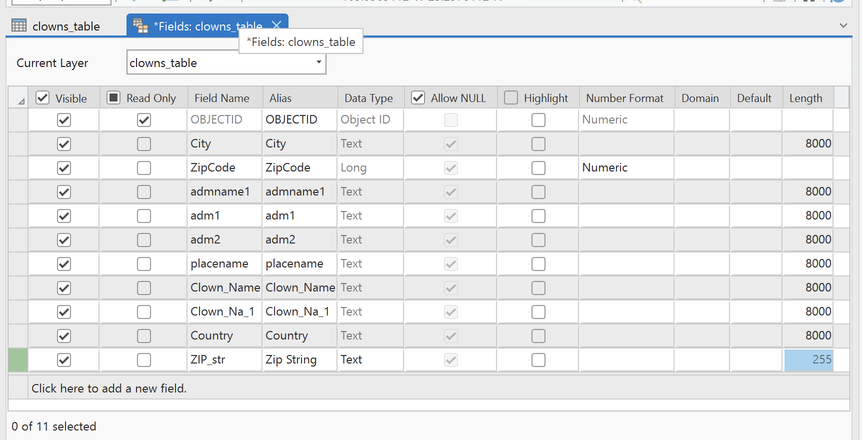 clowns_table
*Fields: clowns_table
*Fields: clowns_table
Current Layer clowns_table
Visible Read Only Field Name Alias Data Type Allow NULL Highlight Number Format Domain Default Length
OBJECTID OBJECTID Object ID Numeric
City City Text 8000
ZipCode ZipCode Long Numeric
admname1 admname1 Text 8000
adm1 adm1 Text 8000
adm2 adm2 Text 8000
placename placename Text 8000
Clown_Name Clown_Name Text 8000
Clown_Na_1 Clown_Na_1 Text 8000
Country Country Text 8000
ZIP_str Zip String Text 255
Click here to add a new field.
0 of 11 selected